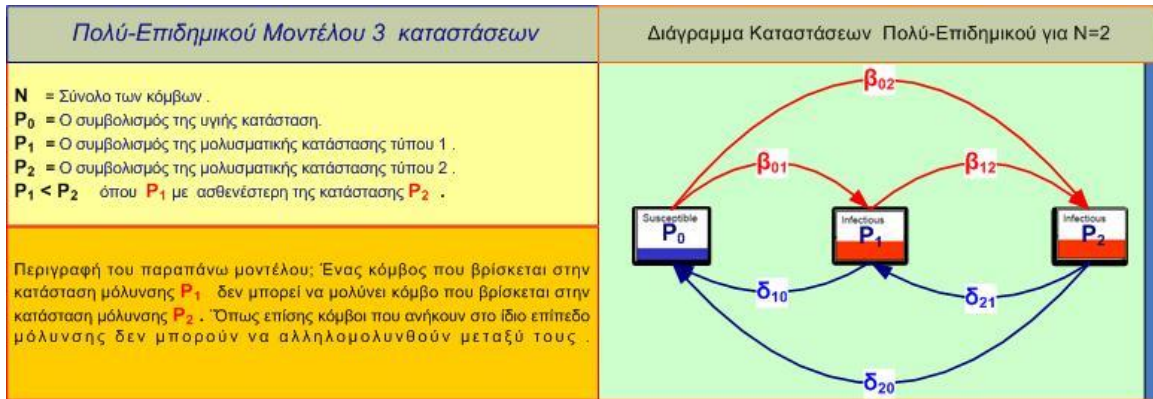 Πολύ-Επιδημικού Μοντέλου 3 καταστάσεων
N = Σύνολο των κόμβων .
P0 = Ο συμβολισμός της υγιής κατάσταση.
P1 = Ο συμβολισμός της μολυσματικής κατάστασης τύπου 1 .
P2 = Ο συμβολισμός της μολυσματικής κατάστασης τύπου 2 .
P1 < P2 όπου P1 με ασθενέστερη της κατάστασης P2 .
Περιγραφή του παραπάνω μοντέλου; Ένας κόμβος που βρίσκεται στην
κατάσταση μόλυνσης P1 δεν μπορεί να μολύνει κόμβο που βρίσκεται στην
κατάσταση μόλυνσης P2 . Όπως επίσης κόμβοι που ανήκουν στο ίδιο επίπεδο
μόλυνσης δεν μπορούν να αλληλομολυνθούν μεταξύ τους .
Διάγραμμα Καταστάσεων Πολύ-Επιδημικού για N=2
β02
β01
β12
Susceptible
P0
Infectious
P1
Infectious
P2
δ10
δ21
δ20